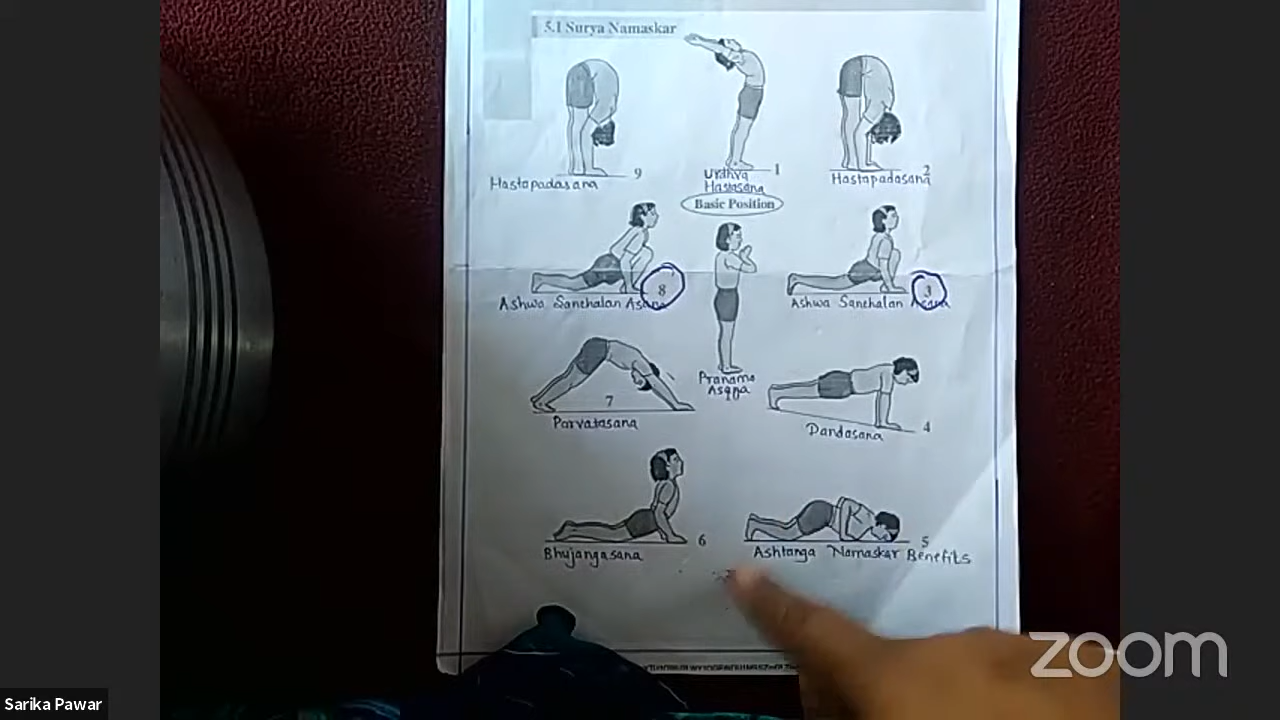 5.1 Surya Namaskar
9
Hastapadasana
1
Urdhva
Hastasana
2
Hastapadasana
Basic Position
8
Ashwa Sanchalan Asana
3
Ashwa Sanchalan Asana
Pranama
Asana
7
Parvatasana
4
Dandasana
6
Bhujangasana
5
Ashtanga Namaskar Benefits
zoom
Sarika Pawar